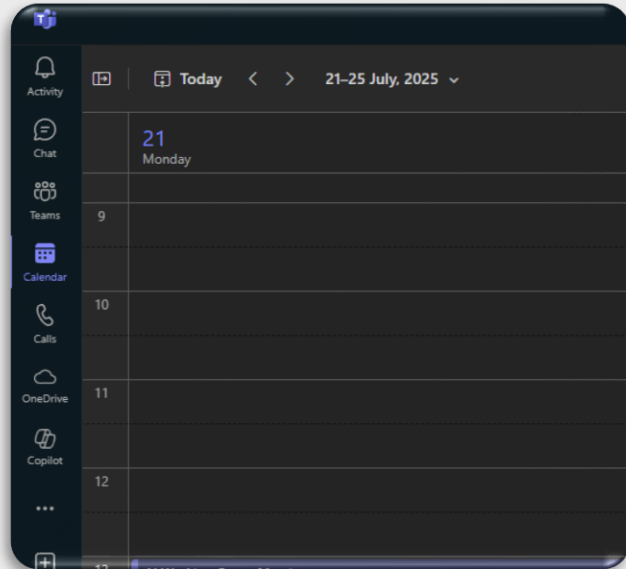 Today
21–25 July, 2025
Activity
21
Monday
Chat
Teams
9
Calendar
10
Calls
11
OneDrive
Copilot
12